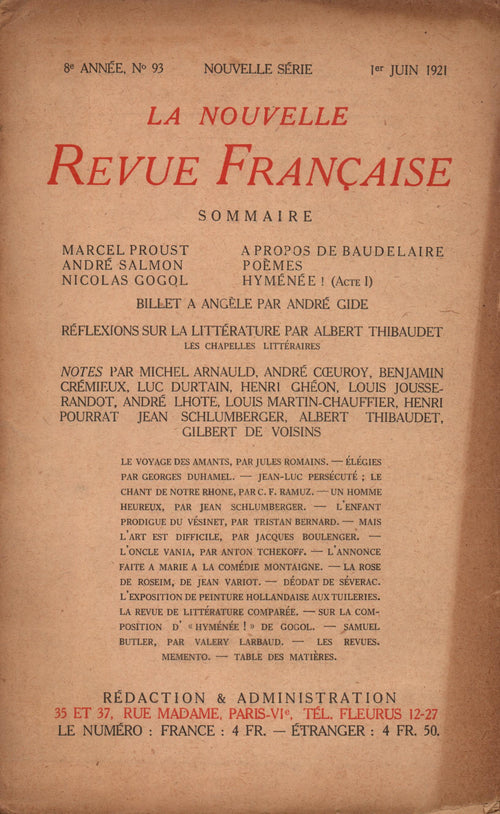 8e ANNÉE, No 93 NOUVELLE SÉRIE 1er JUIN 1921
LA NOUVELLE
REVUE FRANÇAISE
SOMMAIRE
MARCEL PROUST A PROPOS DE BAUDELAIRE
ANDRÉ SALMON POÈMES
NICOLAS GOGOL HYMÉNÉE ! (ACTE I)
BILLET A ANGÈLE PAR ANDRÉ GIDE
RÉFLEXIONS SUR LA LITTÉRATURE PAR ALBERT THIBAUDET
LES CHAPELLES LITTÉRAIRES
NOTES PAR MICHEL ARNAULD, ANDRÉ CŒUROY, BENJAMIN
CRÉMIEUX, LUC DURTAIN, HENRI GHÉON, LOUIS JOUSSE-
RANDOT, ANDRÉ LHOTE, LOUIS MARTIN-CHAUFFIER, HENRI
POURRAT JEAN SCHLUMBERGER, ALBERT THIBAUDET,
GILBERT DE VOISINS
LE VOYAGE DES AMANTS, PAR JULES ROMAINS. — ÉLÉGIES
PAR GEORGES DUHAMEL. — JEAN-LUC PERSÉCUTÉ ; LE
CHANT DE NOTRE RHONE, PAR C. F. RAMUZ. — UN HOMME
HEUREUX, PAR JEAN SCHLUMBERGER. — L'ENFANT
PRODIGUE DU VÉSINET, PAR TRISTAN BERNARD. — MAIS
L'ART EST DIFFICILE, PAR JACQUES BOULENGER. —
L'ONCLE VANIA, PAR ANTON TCHEKOFF. — L'ANNONCE
FAITE A MARIE A LA COMÉDIE MONTAIGNE. — LA ROSE
DE ROSEIM, DE JEAN VARIOT. — DÉODAT DE SÉVERAC.
L'EXPOSITION DE PEINTURE HOLLANDAISE AUX TUILERIES.
LA REVUE DE LITTÉRATURE COMPARÉE. — SUR LA COM-
POSITION D' « HYMÉNÉE ! » DE GOGOL. — SAMUEL
BUTLER, PAR VALERY LARBAUD. — LES REVUES.
MEMENTO. — TABLE DES MATIÈRES.
RÉDACTION & ADMINISTRATION
35 ET 37, RUE MADAME, PARIS-VIe, TÉL. FLEURUS 12-27
LE NUMÉRO : FRANCE : 4 FR. — ÉTRANGER : 4 FR. 50.